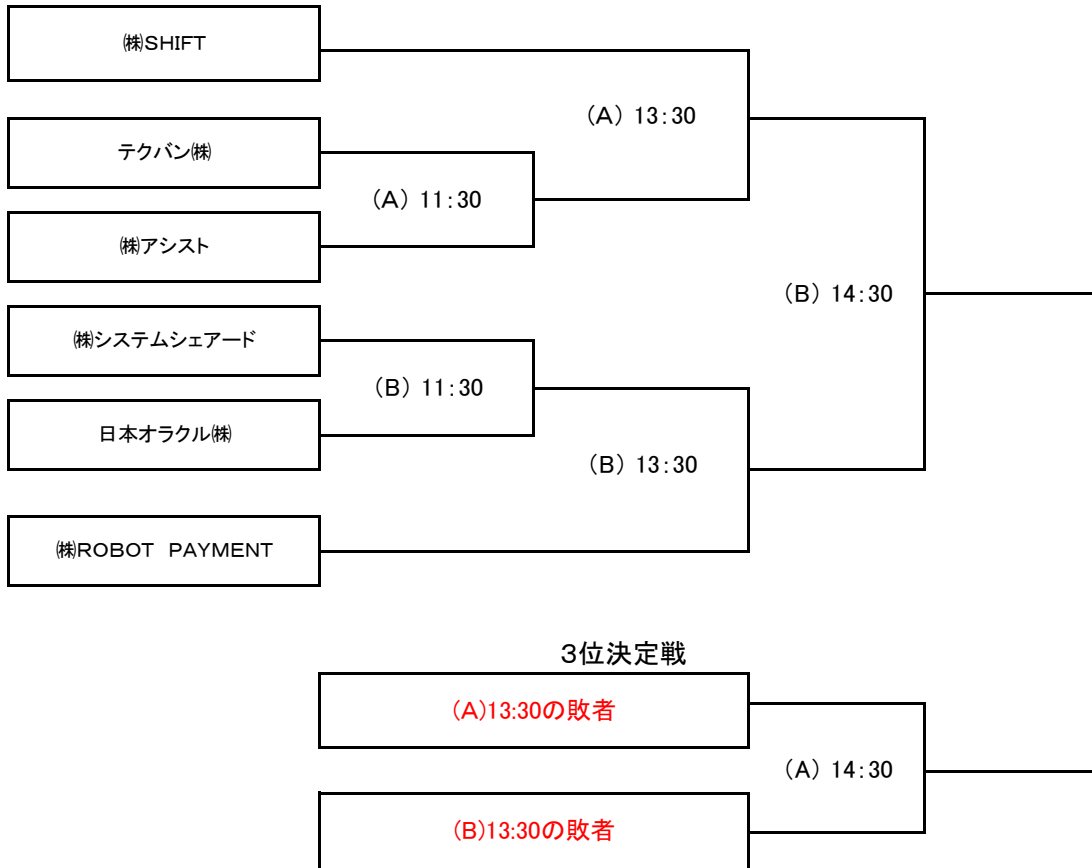 ㈱SHIFT
(A) 13:30
テクバン㈱
(A) 11:30
㈱アシスト
(B) 14:30
㈱システムシェアード
(B) 11:30
日本オラクル㈱
(B) 13:30
㈱ROBOT　PAYMENT
3位決定戦
(A)13:30の敗者
(A) 14:30
(B)13:30の敗者